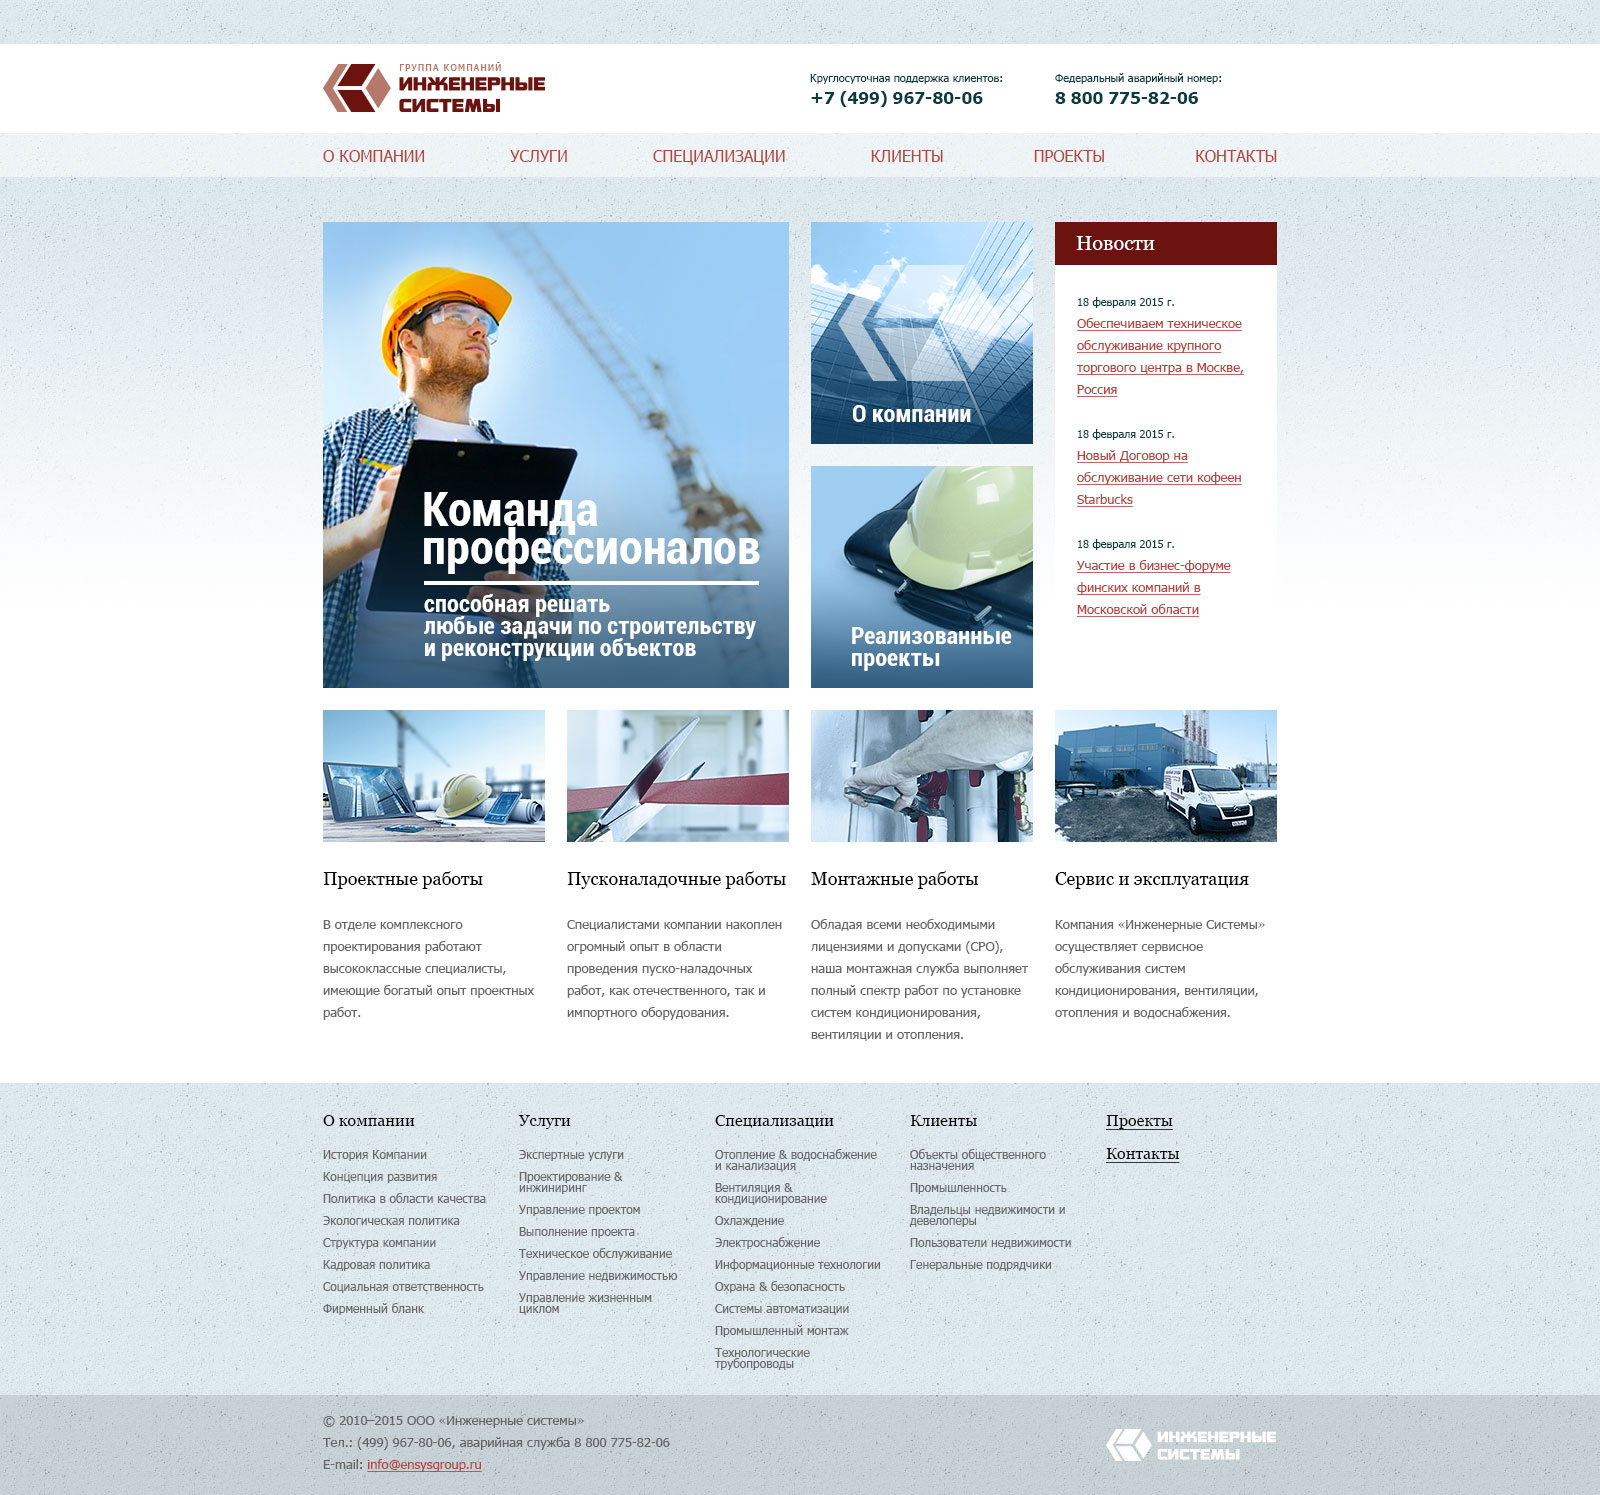 ГРУППА КОМПАНИЙ
ИНЖЕНЕРНЫЕ
СИСТЕМЫ
Круглосуточная поддержка клиентов:
+7 (499) 967-80-06
Федеральный аварийный номер:
8 800 775-82-06
О КОМПАНИИ
УСЛУГИ
СПЕЦИАЛИЗАЦИИ
КЛИЕНТЫ
ПРОЕКТЫ
КОНТАКТЫ
Команда
профессионалов
способная решать
любые задачи по строительству
и реконструкции объектов
О компании
Реализованные
проекты
Новости
18 февраля 2015 г.
Обеспечиваем техническое
обслуживание крупного
торгового центра в Москве,
Россия
18 февраля 2015 г.
Новый Договор на
обслуживание сети кофеен
Starbucks
18 февраля 2015 г.
Участие в бизнес-форуме
финских компаний в
Московской области
Проектные работы
В отделе комплексного
проектирования работают
высококлассные специалисты,
имеющие богатый опыт проектных
работ.
Пусконаладочные работы
Специалистами компании накоплен
огромный опыт в области
проведения пуско-наладочных
работ, как отечественного, так и
импортного оборудования.
Монтажные работы
Обладая всеми необходимыми
лицензиями и допусками (СРО),
наша монтажная служба выполняет
полный спектр работ по установке
систем кондиционирования,
вентиляции и отопления.
Сервис и эксплуатация
Компания «Инженерные Системы»
осуществляет сервисное
обслуживания систем
кондиционирования, вентиляции,
отопления и водоснабжения.
О компании
История Компании
Концепция развития
Политика в области качества
Экологическая политика
Структура компании
Кадровая политика
Социальная ответственность
Фирменный бланк
Услуги
Экспертные услуги
Проектирование &
инжиниринг
Управление проектом
Выполнение проекта
Техническое обслуживание
Управление недвижимостью
Управление жизненным
циклом
Специализации
Отопление & водоснабжение
и канализация
Вентиляция &
кондиционирование
Охлаждение
Электроснабжение
Информационные технологии
Охрана & безопасность
Системы автоматизации
Промышленный монтаж
Технологические
трубопроводы
Клиенты
Объекты общественного
назначения
Промышленность
Владельцы недвижимости и
девелоперы
Пользователи недвижимости
Генеральные подрядчики
Проекты
Контакты
© 2010–2015 ООО «Инженерные системы»
Тел.: (499) 967-80-06, аварийная служба 8 800 775-82-06
E-mail: info@ensysgroup.ru
ИНЖЕНЕРНЫЕ
СИСТЕМЫ